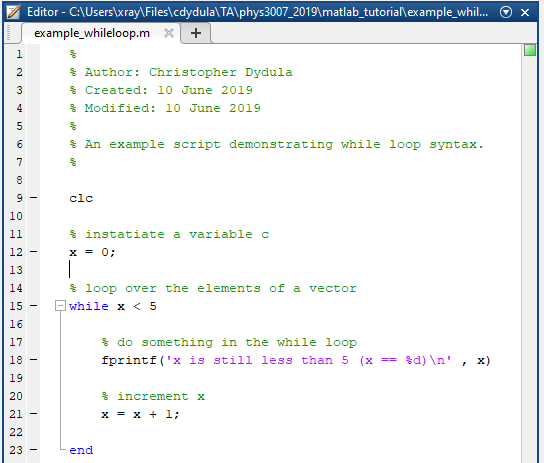 Editor - C:\Users\xray\Files\cdydula\TA\phys3007_2019\matlab_tutorial\example_whil...
example_whileloop.m
1 %
2 % Author: Christopher Dydula
3 % Created: 10 June 2019
4 % Modified: 10 June 2019
5 %
6 % An example script demonstrating while loop syntax.
7 %
8
9 — clc
10
11 % instatiate a variable c
12 — x = 0;
13
14 % loop over the elements of a vector
15 — while x < 5
16
17 % do something in the while loop
18 — fprintf('x is still less than 5 (x == %d)\n' , x)
19
20 % increment x
21 — x = x + 1;
22
23 — end